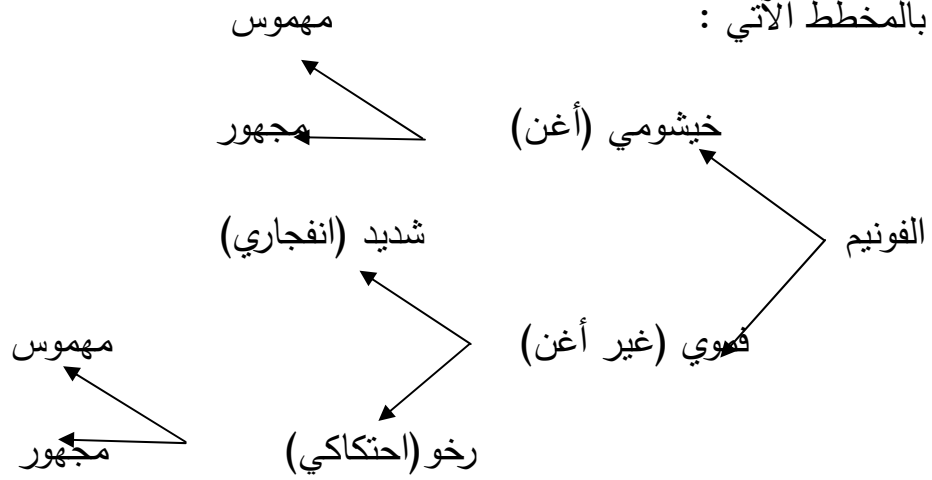 بالمخطط الآتي :
مهموس
خيشومي (أغن)
مجهور
شديد (انفجاري)
الفونيم
فموي (غير أغن)
مهموس
رخو (احتكاكي)
مجهور